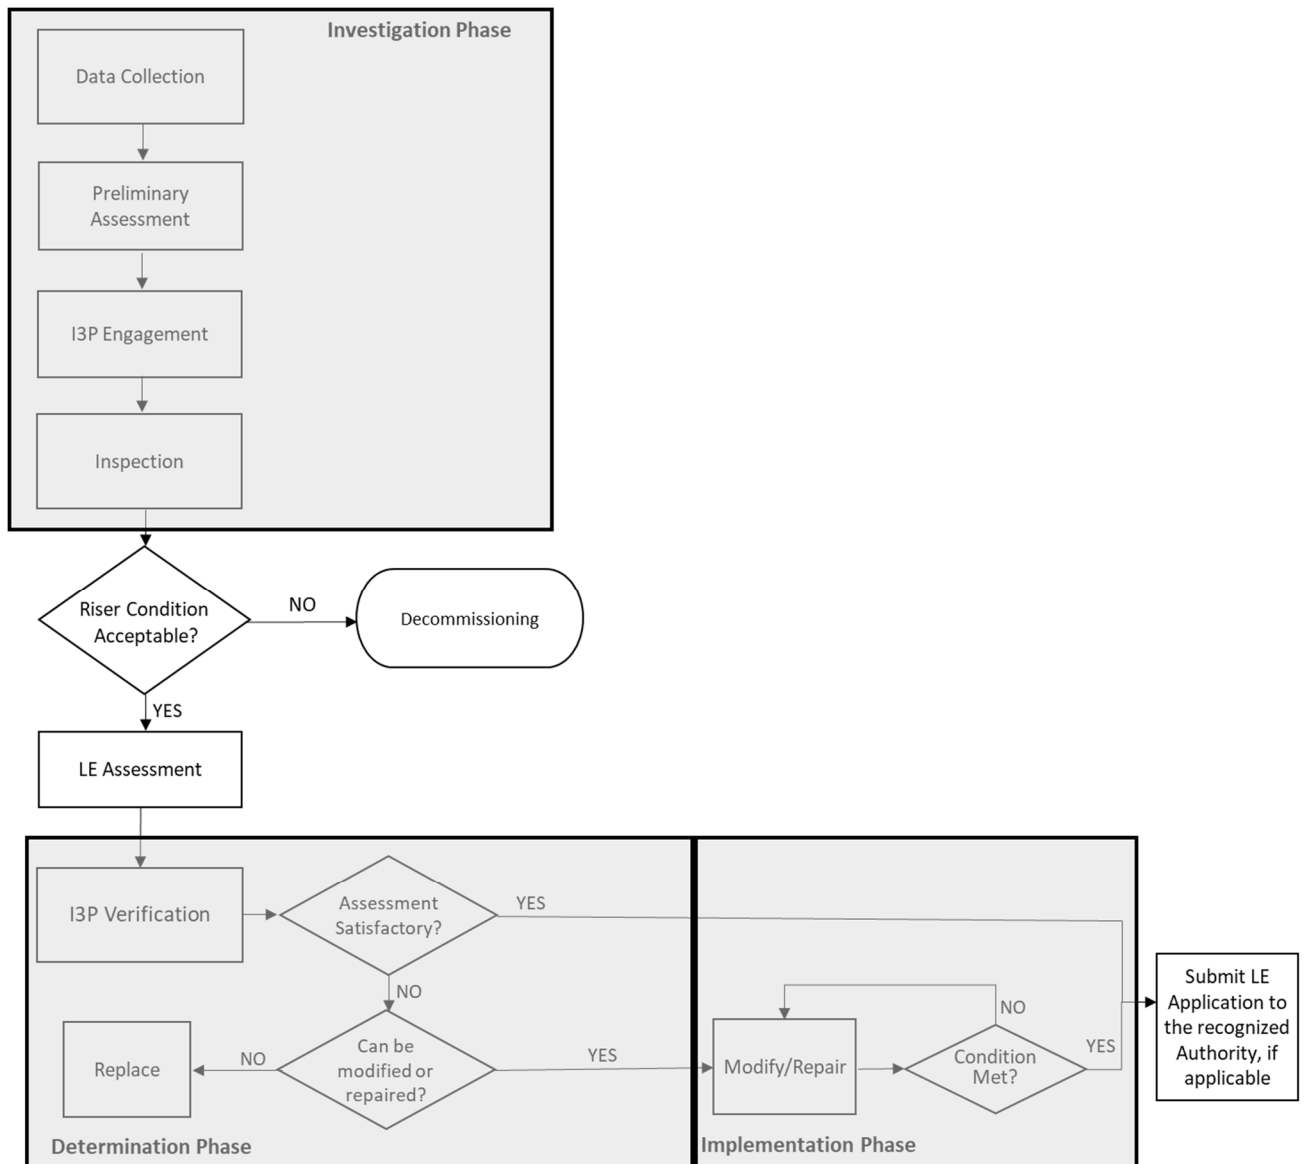 Investigation Phase
Data Collection
Preliminary
Assessment
I3P Engagement
Inspection
Riser Condition
Acceptable?
NO
Decommissioning
YES
LE Assessment
I3P Verification
Assessment
Satisfactory?
YES
NO
Can be
modified or
repaired?
NO
Replace
YES
Modify/Repair
Condition
Met?
NO
YES
Submit LE
Application to
the recognized
Authority, if
applicable
Determination Phase
Implementation Phase